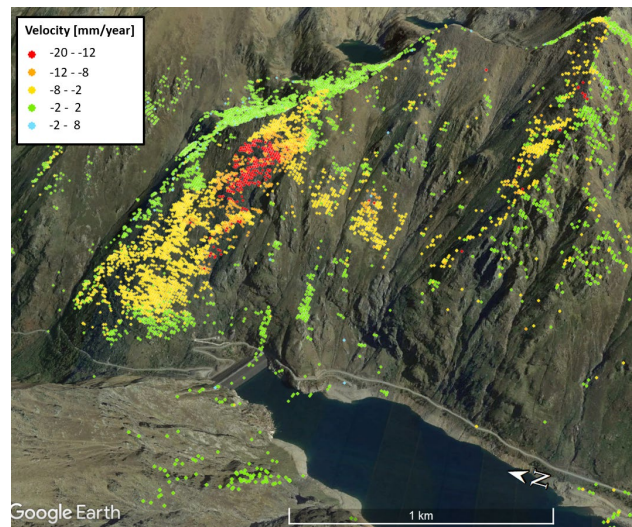 Velocity [mm/year]
-20 - -12
-12 - -8
-8 - -2
-2 - 2
-2 - 8
N
Google Earth
1 km